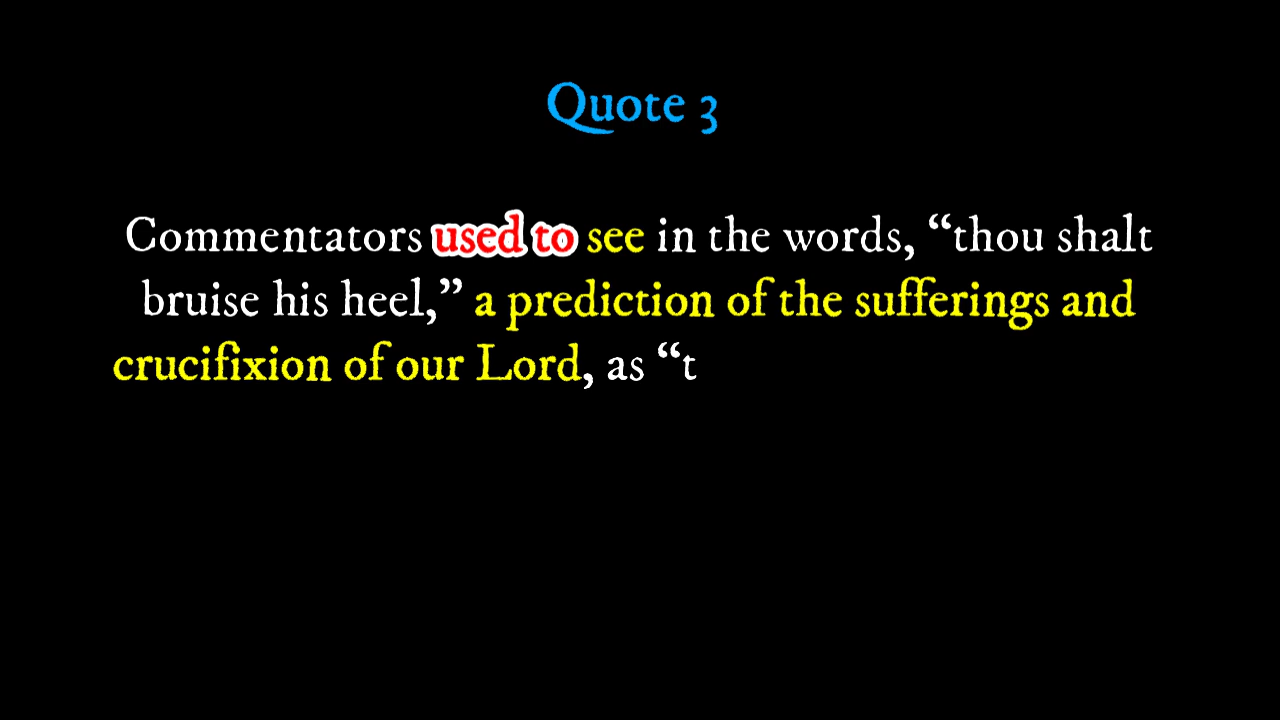 Quote 3
Commentators used to see in the words, “thou shalt
bruise his heel,” a prediction of the sufferings and
crucifixion of our Lord, as “t